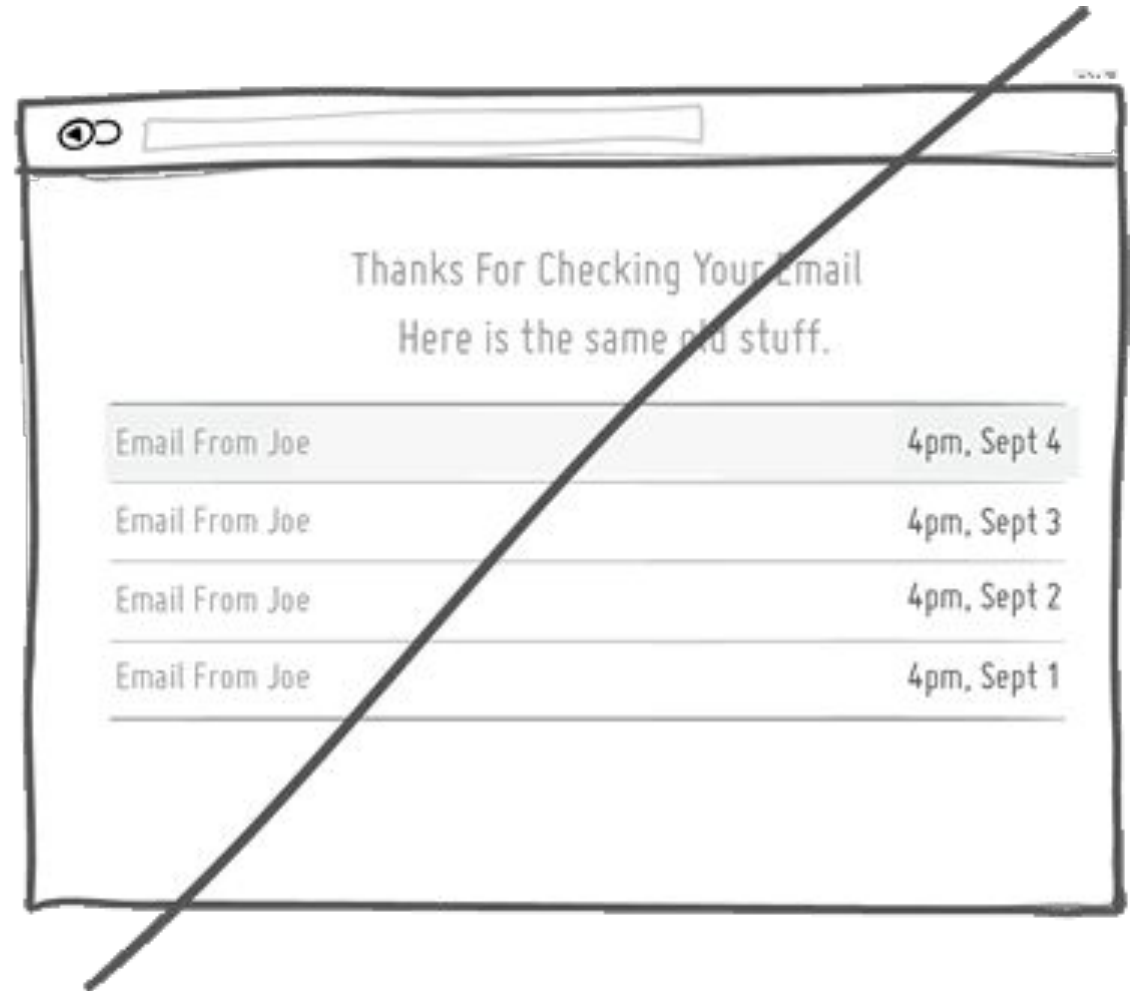 Thanks For Checking Your Email
Here is the same old stuff.
Email From Joe 4pm, Sept 4
Email From Joe 4pm, Sept 3
Email From Joe 4pm, Sept 2
Email From Joe 4pm, Sept 1